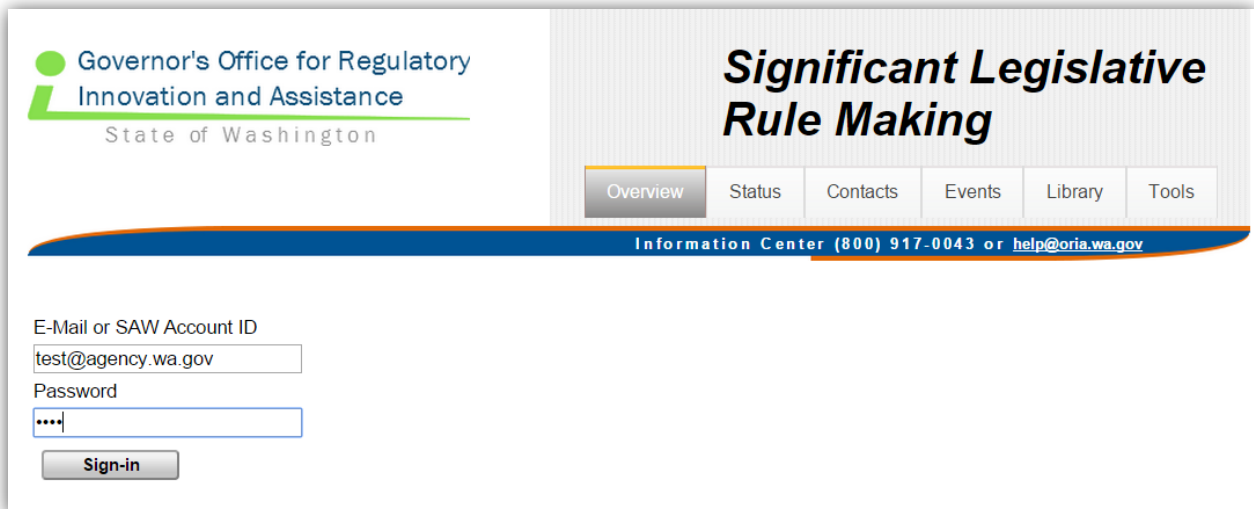 Governor's Office for Regulatory
Innovation and Assistance
State of Washington
Significant Legislative
Rule Making
Overview Status Contacts Events Library Tools
Information Center (800) 917-0043 or help@oria.wa.gov
E-Mail or SAW Account ID
test@agency.wa.gov
Password
••••
Sign-in